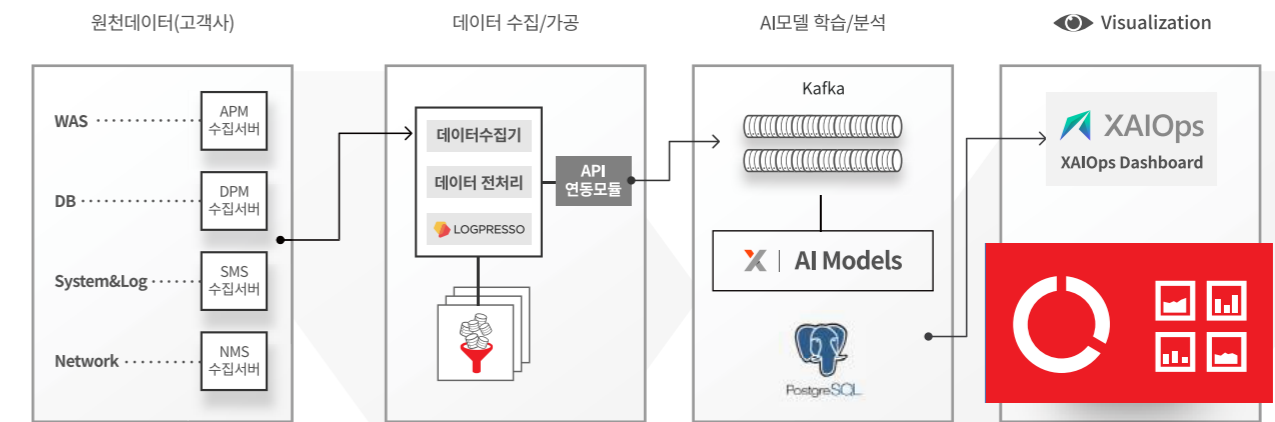 원천데이터(고객사)
데이터 수집/가공
AI모델 학습/분석
Visualization
WAS
APM
수집서버
DB
DPM
수집서버
System&Log
SMS
수집서버
Network
NMS
수집서버
데이터수집기
데이터 전처리
LOGPRESSO
API
연동모듈
Kafka
X | AI Models
PostgreSQL
XAIOps
XAIOps Dashboard